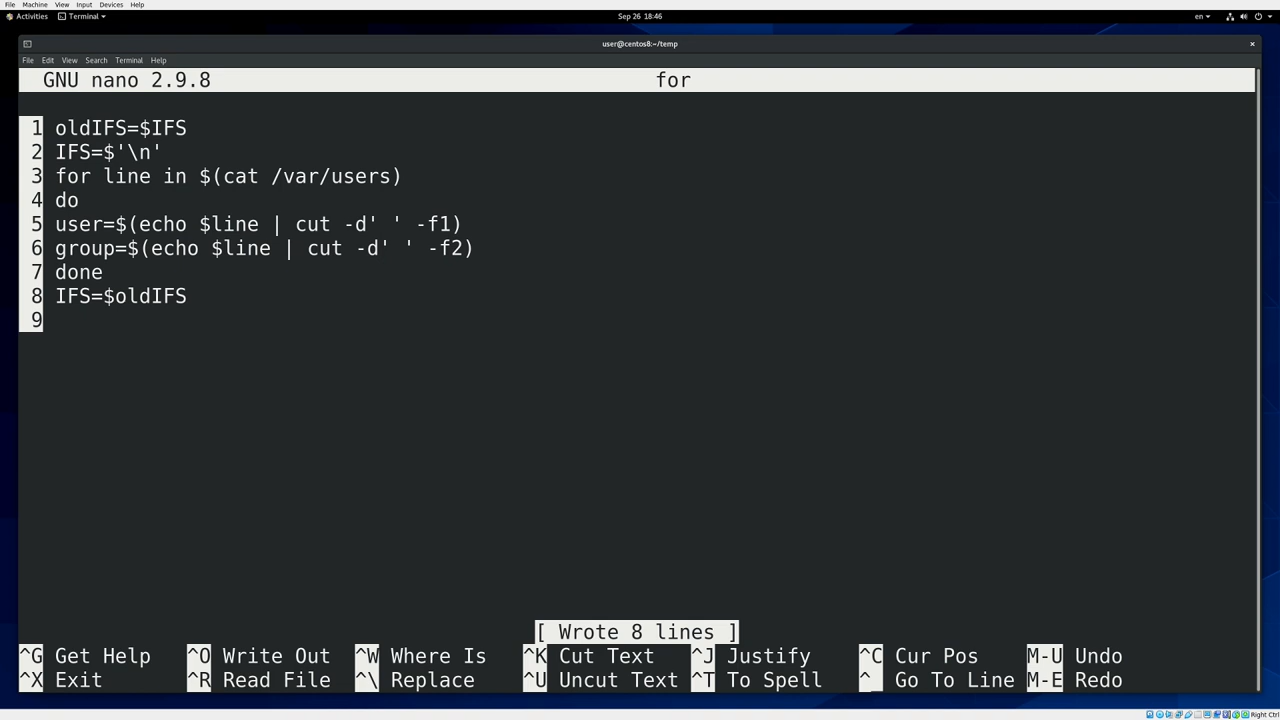 File Machine View Input Devices Help
Activities Terminal Sep 26 18:46 en
user@centos8:~/temp ×
File Edit View Search Terminal Help
GNU nano 2.9.8 for
1 oldIFS=$IFS
2 IFS=$'\n'
3 for line in $(cat /var/users)
4 do
5 user=$(echo $line | cut -d' ' -f1)
6 group=$(echo $line | cut -d' ' -f2)
7 done
8 IFS=$oldIFS
9
[ Wrote 8 lines ]
^G Get Help ^O Write Out ^W Where Is ^K Cut Text ^J Justify ^C Cur Pos M-U Undo
^X Exit ^R Read File ^\ Replace ^U Uncut Text ^T To Spell ^_ Go To Line M-E Redo
Right Ctrl